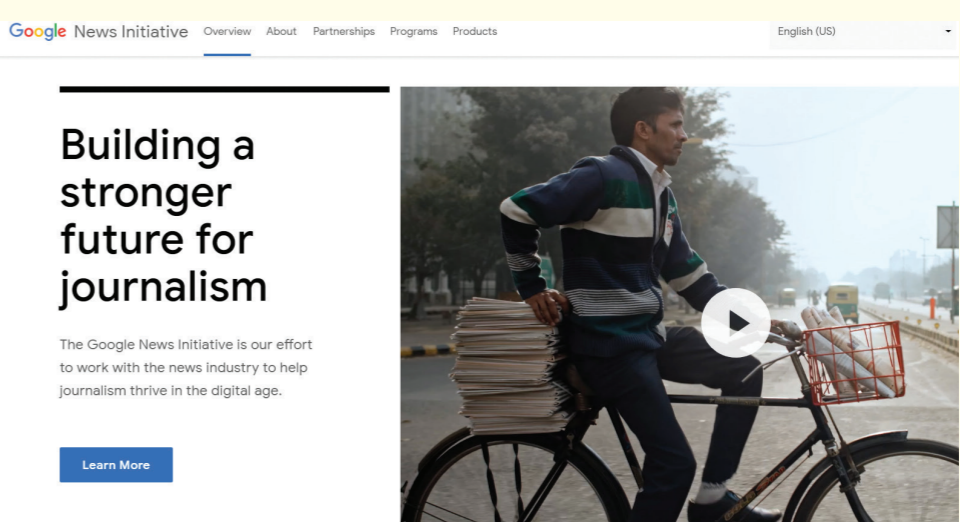 Google News Initiative Overview About Partnerships Programs Products English (US)
Building a
stronger
future for
journalism
The Google News Initiative is our effort
to work with the news industry to help
journalism thrive in the digital age.
Learn More